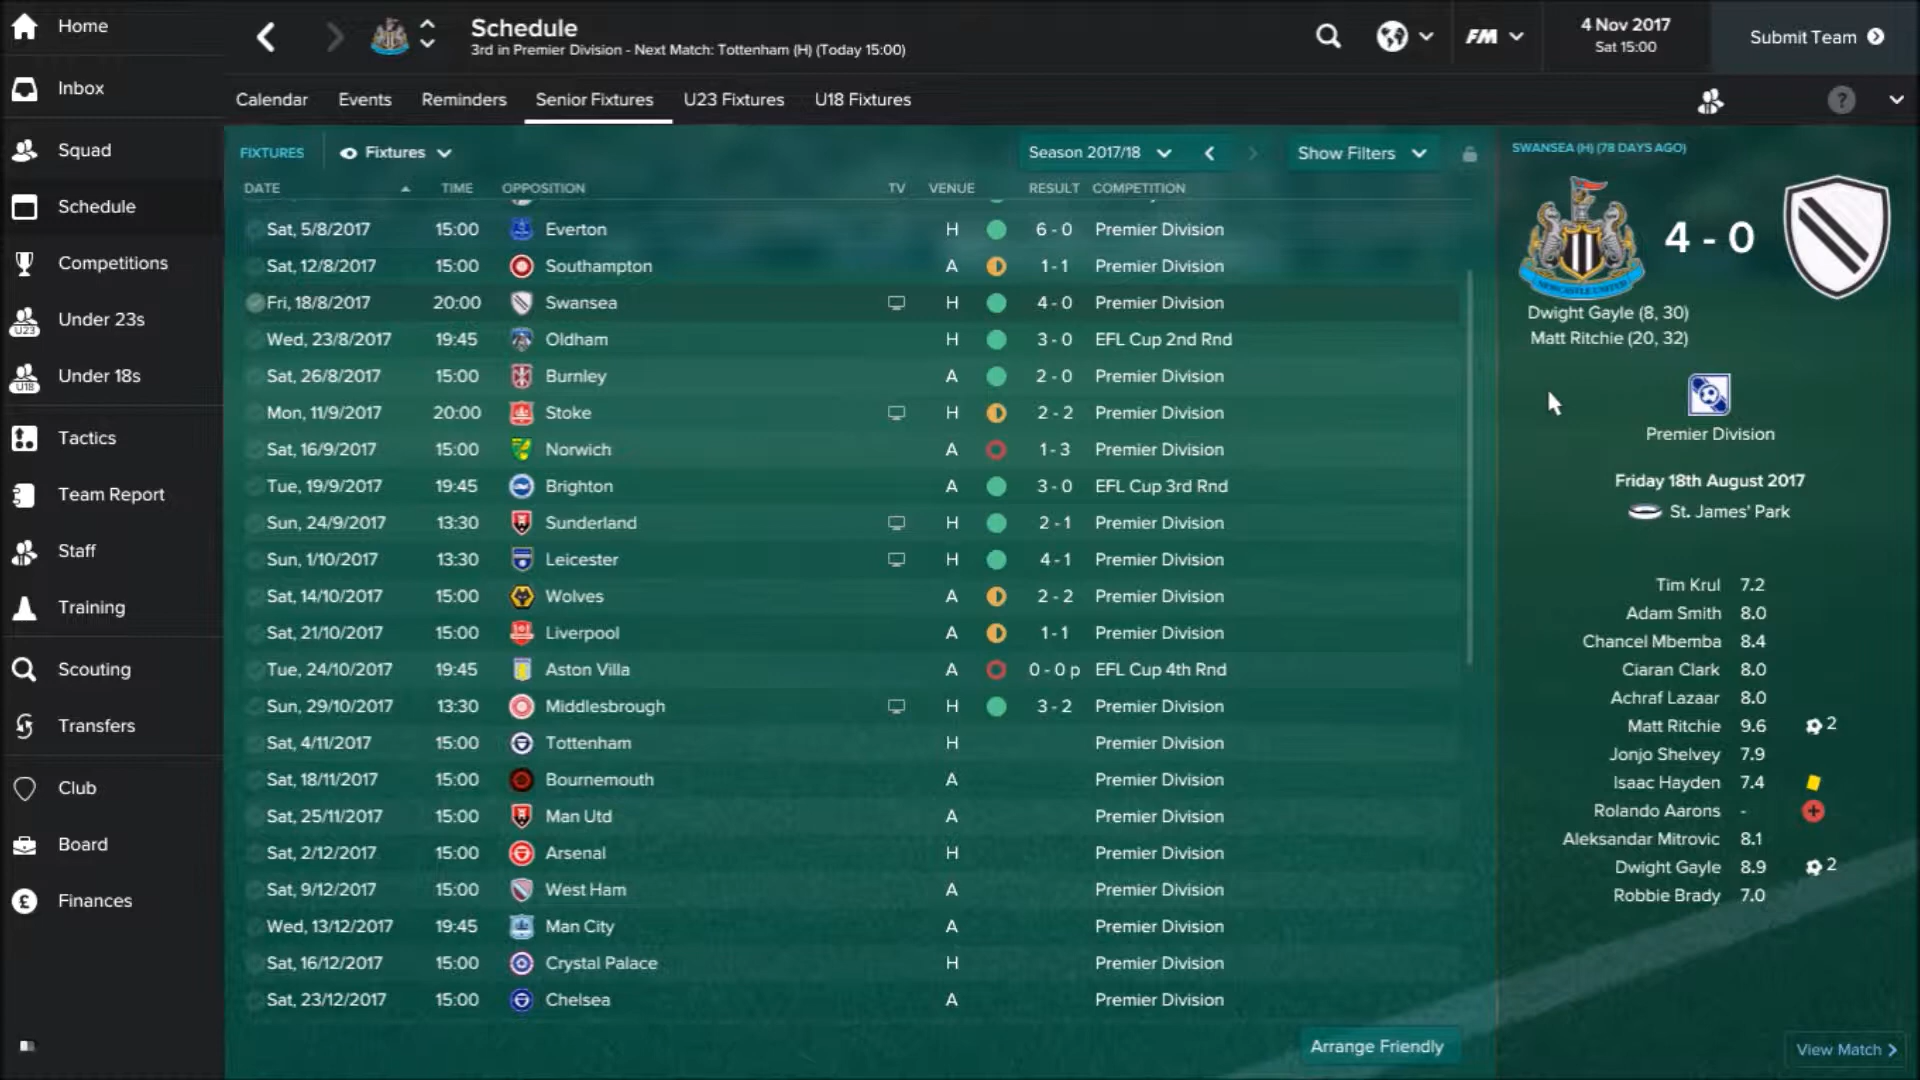 Home
Inbox
Squad
Schedule
Competitions
U23
Under 23s
U18
Under 18s
Tactics
Team Report
Staff
Training
Scouting
Transfers
Club
Board
£
Finances
Schedule
3rd in Premier Division - Next Match: Tottenham (H) (Today 15:00)
FM
4 Nov 2017
Sat 15:00
Submit Team
Calendar Events Reminders Senior Fixtures U23 Fixtures U18 Fixtures
?
FIXTURES Fixtures Season 2017/18 Show Filters
DATE TIME OPPOSITION TV VENUE RESULT COMPETITION
Sat, 5/8/2017 15:00 Everton H 6 - 0 Premier Division
Sat, 12/8/2017 15:00 Southampton A 1 - 1 Premier Division
Fri, 18/8/2017 20:00 Swansea H 4 - 0 Premier Division
Wed, 23/8/2017 19:45 Oldham H 3 - 0 EFL Cup 2nd Rnd
Sat, 26/8/2017 15:00 Burnley A 2 - 0 Premier Division
Mon, 11/9/2017 20:00 Stoke H 2 - 2 Premier Division
Sat, 16/9/2017 15:00 Norwich A 1 - 3 Premier Division
Tue, 19/9/2017 19:45 Brighton A 3 - 0 EFL Cup 3rd Rnd
Sun, 24/9/2017 13:30 Sunderland H 2 - 1 Premier Division
Sun, 1/10/2017 13:30 Leicester H 4 - 1 Premier Division
Sat, 14/10/2017 15:00 Wolves A 2 - 2 Premier Division
Sat, 21/10/2017 15:00 Liverpool A 1 - 1 Premier Division
Tue, 24/10/2017 19:45 Aston Villa A 0 - 0 p EFL Cup 4th Rnd
Sun, 29/10/2017 13:30 Middlesbrough H 3 - 2 Premier Division
Sat, 4/11/2017 15:00 Tottenham H Premier Division
Sat, 18/11/2017 15:00 Bournemouth A Premier Division
Sat, 25/11/2017 15:00 Man Utd A Premier Division
Sat, 2/12/2017 15:00 Arsenal H Premier Division
Sat, 9/12/2017 15:00 West Ham A Premier Division
Wed, 13/12/2017 19:45 Man City A Premier Division
Sat, 16/12/2017 15:00 Crystal Palace H Premier Division
Sat, 23/12/2017 15:00 Chelsea A Premier Division
Arrange Friendly
SWANSEA (H) (78 DAYS AGO)
NEWCASTLE UNITED
4 - 0
Dwight Gayle (8, 30)
Matt Ritchie (20, 32)
Premier Division
Friday 18th August 2017
St. James' Park
Tim Krul 7.2
Adam Smith 8.0
Chancel Mbemba 8.4
Ciaran Clark 8.0
Achraf Lazaar 8.0
Matt Ritchie 9.6 2
Jonjo Shelvey 7.9
Isaac Hayden 7.4
Rolando Aarons -
Aleksandar Mitrovic 8.1
Dwight Gayle 8.9 2
Robbie Brady 7.0
View Match